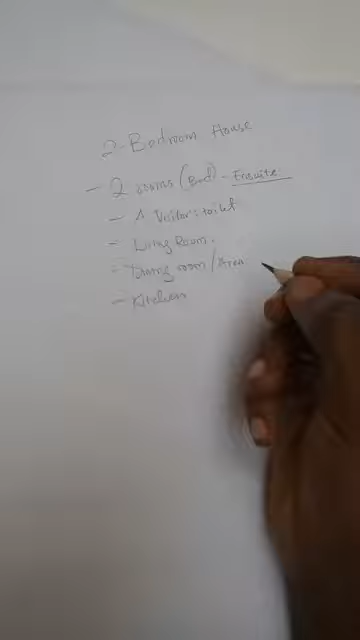 2-Bedroom House
- 2 rooms (Bed) - Ensuite
- 1 Visitor's toilet
- Living Room.
- Dining room / Area
- Kitchen